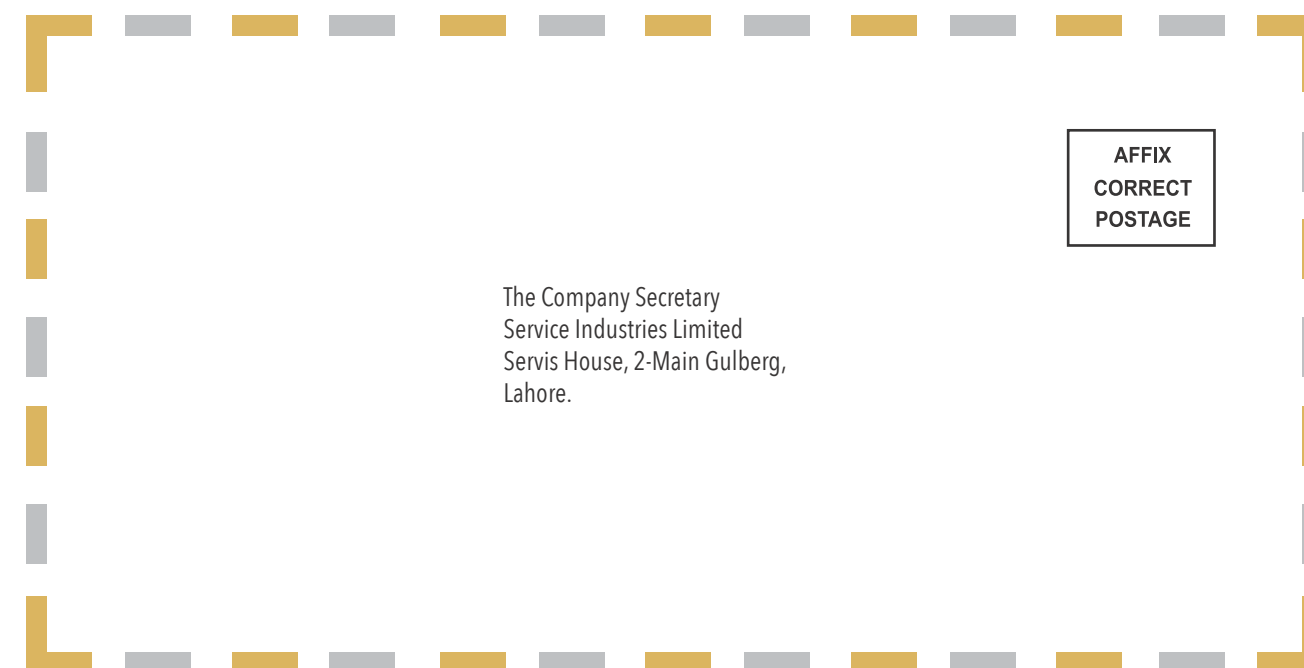 AFFIX
CORRECT
POSTAGE
The Company Secretary
Service Industries Limited
Servis House, 2-Main Gulberg,
Lahore.